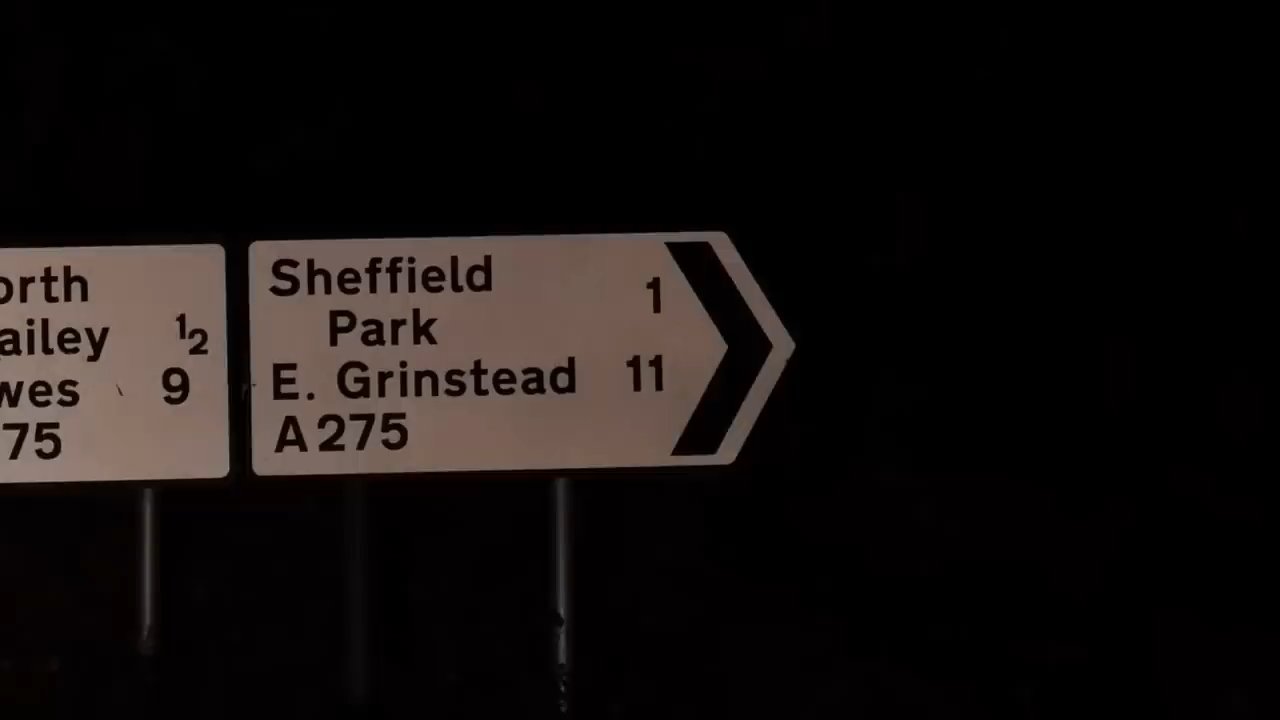 orth
ailey ½
wes 9
75
Sheffield
Park 1
E. Grinstead 11
A275